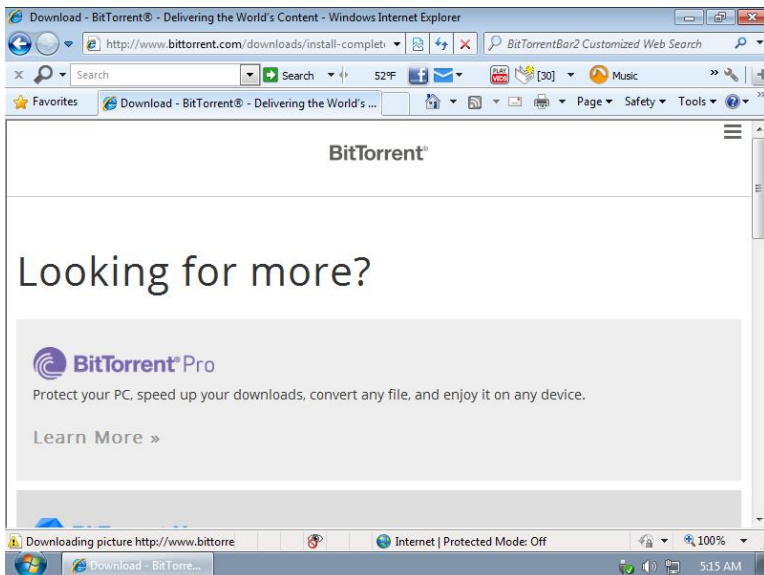 Download - BitTorrent® - Delivering the World's Content - Windows Internet Explorer
http://www.bittorrent.com/downloads/install-complet
BitTorrentBar2 Customized Web Search
x Search Search 52°F PLAY VIDS [30] Music »
Favorites Download - BitTorrent® - Delivering the World's ... Page Safety Tools »
BitTorrent®
Looking for more?
BitTorrent® Pro
Protect your PC, speed up your downloads, convert any file, and enjoy it on any device.
Learn More »
Downloading picture http://www.bittorre Internet | Protected Mode: Off 100%
Download - BitTorre... 5:15 AM